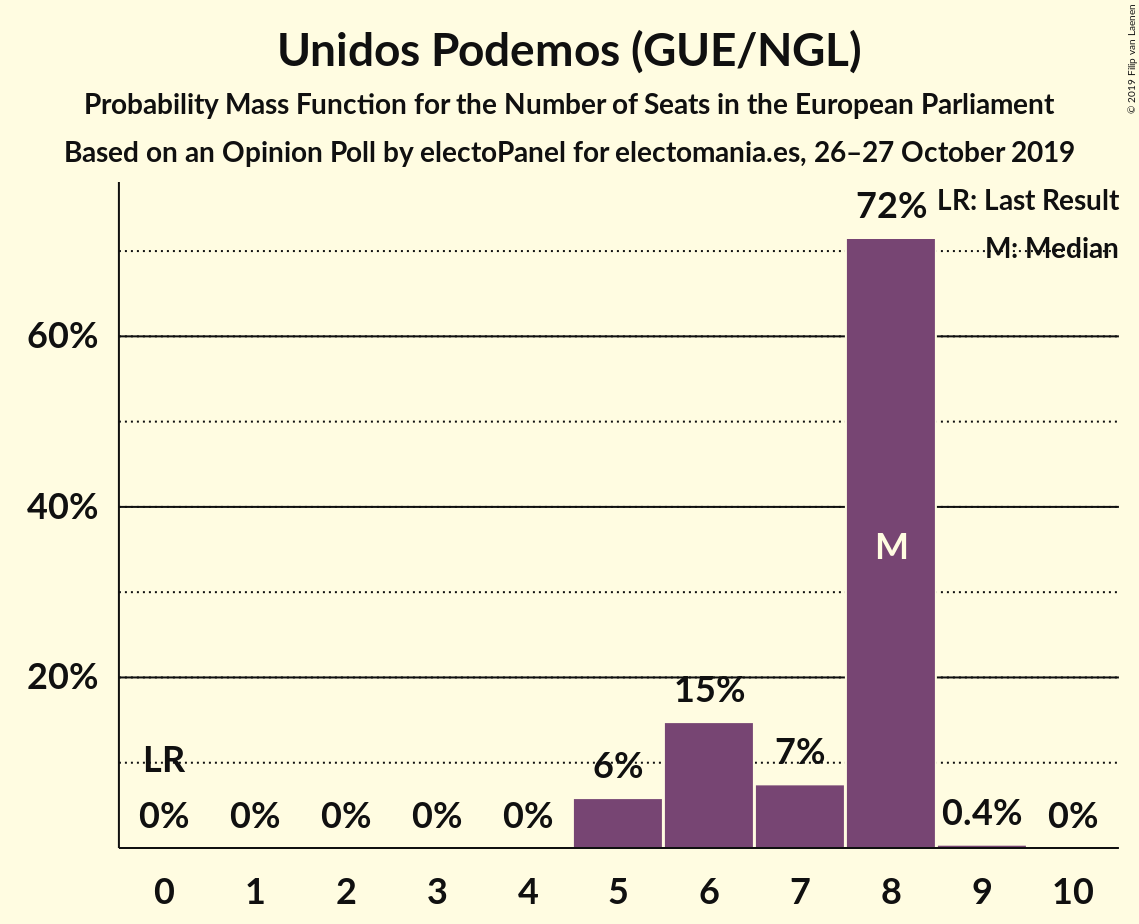 Unidos Podemos (GUE/NGL)
Probability Mass Function for the Number of Seats in the European Parliament
Based on an Opinion Poll by electoPanel for electomania.es, 26–27 October 2019
© 2019 Filip van Laenen
LR: Last Result
M: Median
72%
60%
40%
M
20%
15%
LR
6%
7%
0%
0%
0%
0%
0%
0.4%
0%
0 1 2 3 4 5 6 7 8 9 10